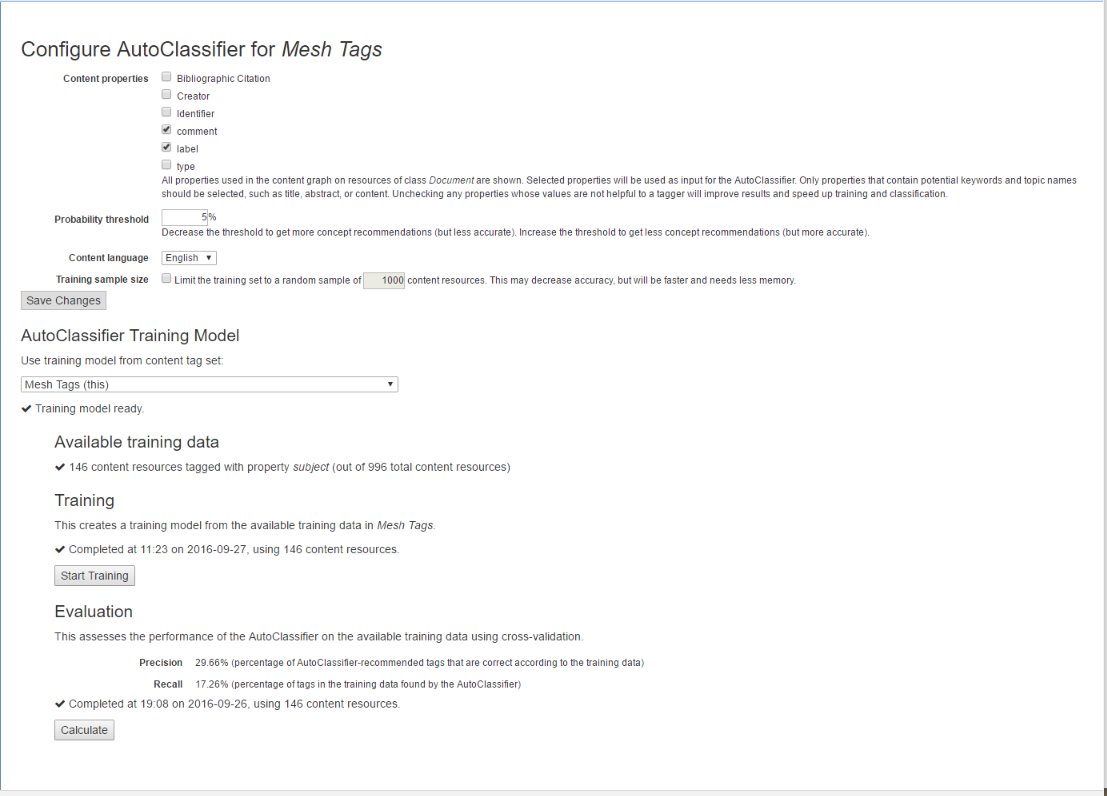 Configure AutoClassifier for Mesh Tags
Content properties
Bibliographic Citation
Creator
Identifier
comment
label
type
All properties used in the content graph on resources of class Document are shown. Selected properties will be used as input for the AutoClassifier. Only properties that contain potential keywords and topic names
should be selected, such as title, abstract, or content. Unchecking any properties whose values are not helpful to a tagger will improve results and speed up training and classification.
Probability threshold 5%
Decrease the threshold to get more concept recommendations (but less accurate). Increase the threshold to get less concept recommendations (but more accurate).
Content language English
Training sample size Limit the training set to a random sample of 1000 content resources. This may decrease accuracy, but will be faster and needs less memory.
Save Changes
AutoClassifier Training Model
Use training model from content tag set:
Mesh Tags (this)
Training model ready.
Available training data
146 content resources tagged with property subject (out of 996 total content resources)
Training
This creates a training model from the available training data in Mesh Tags.
Completed at 11:23 on 2016-09-27, using 146 content resources.
Start Training
Evaluation
This assesses the performance of the AutoClassifier on the available training data using cross-validation.
Precision 29.66% (percentage of AutoClassifier-recommended tags that are correct according to the training data)
Recall 17.26% (percentage of tags in the training data found by the AutoClassifier)
Completed at 19:08 on 2016-09-26, using 146 content resources.
Calculate